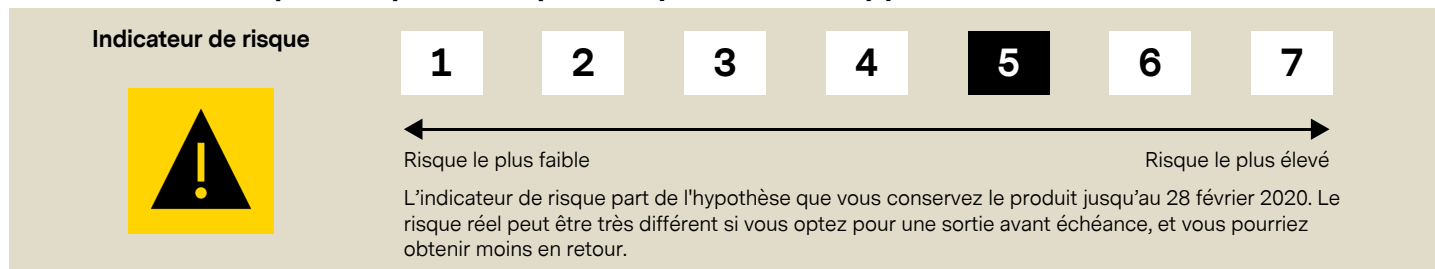 Indicateur de risque
1 2 3 4 5 6 7
Risque le plus faible Risque le plus élevé
L'indicateur de risque part de l'hypothèse que vous conservez le produit jusqu'au 28 février 2020. Le
risque réel peut être très différent si vous optez pour une sortie avant échéance, et vous pourriez
obtenir moins en retour.